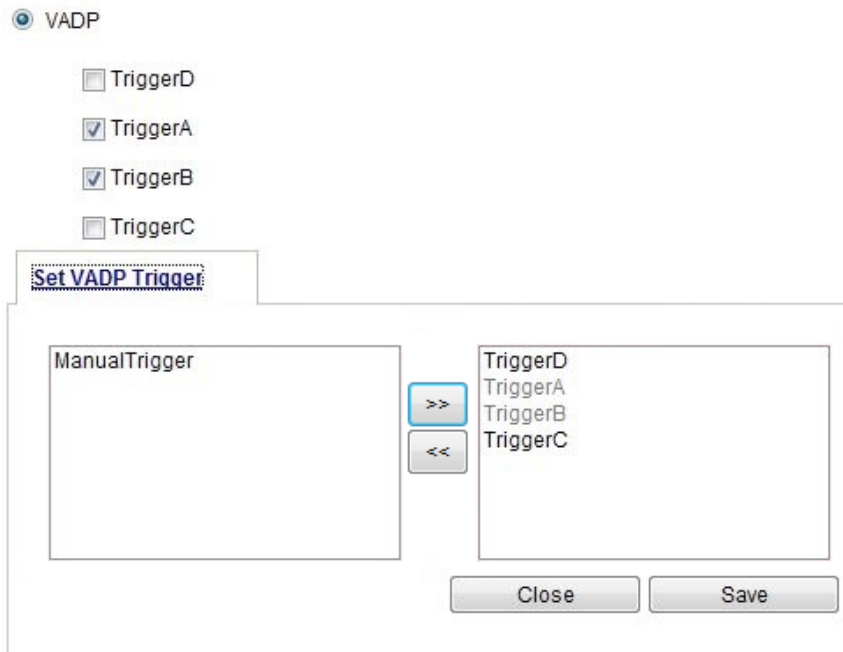 VADP
TriggerD
TriggerA
TriggerB
TriggerC
Set VADP Trigger
ManualTrigger
>>
<<
TriggerD
TriggerA
TriggerB
TriggerC
Close
Save